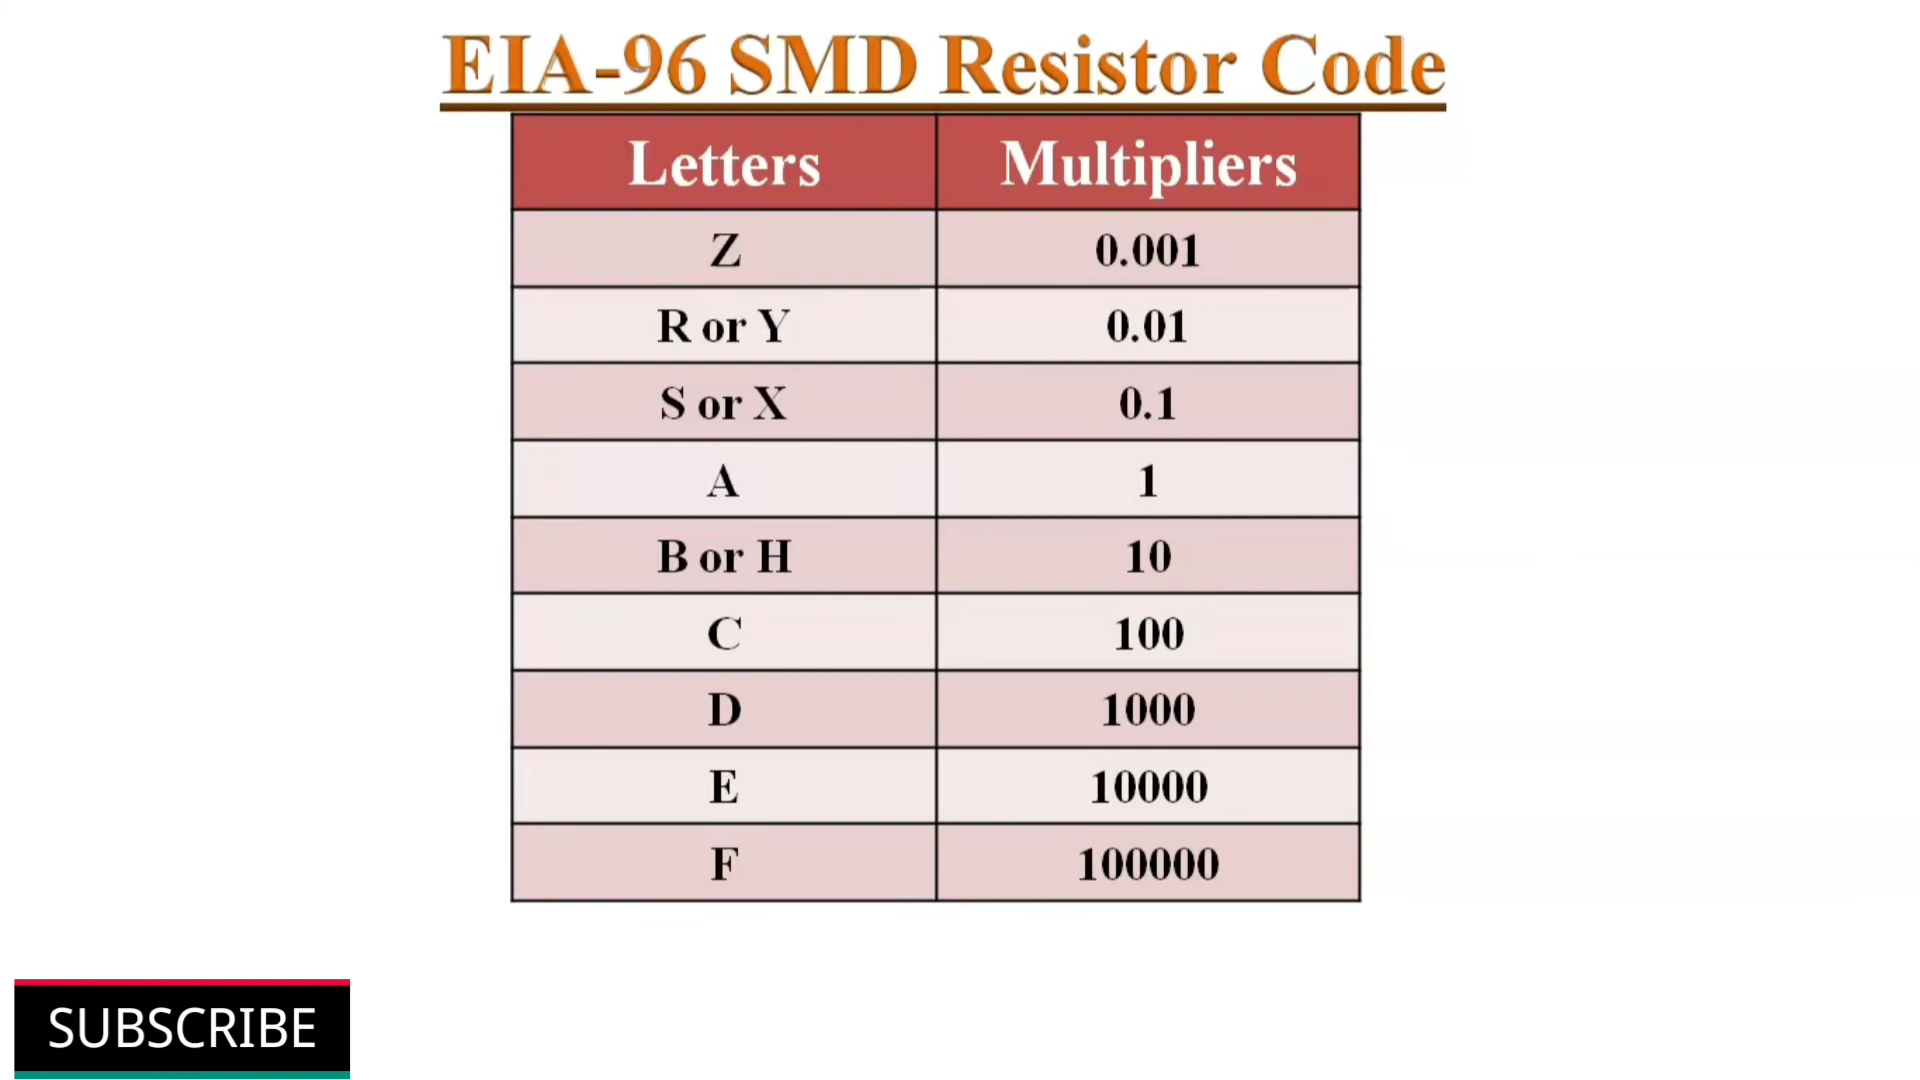 EIA-96 SMD Resistor Code
Letters Multipliers
Z 0.001
R or Y 0.01
S or X 0.1
A 1
B or H 10
C 100
D 1000
E 10000
F 100000
SUBSCRIBE